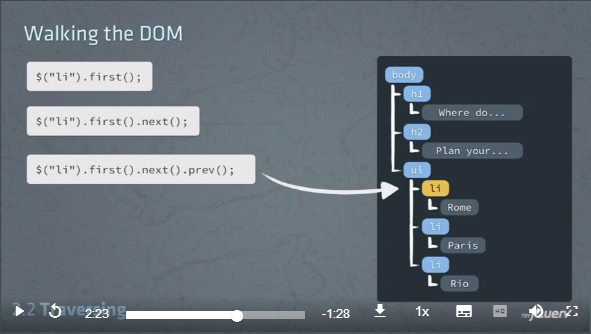 Walking the DOM
$("li").first();
$("li").first().next();
$("li").first().next().prev();
body
h1
Where do...
h2
Plan your...
ul
li
Rome
li
Paris
li
Rio
2.2 Traversing
2:23
-1:28
1x